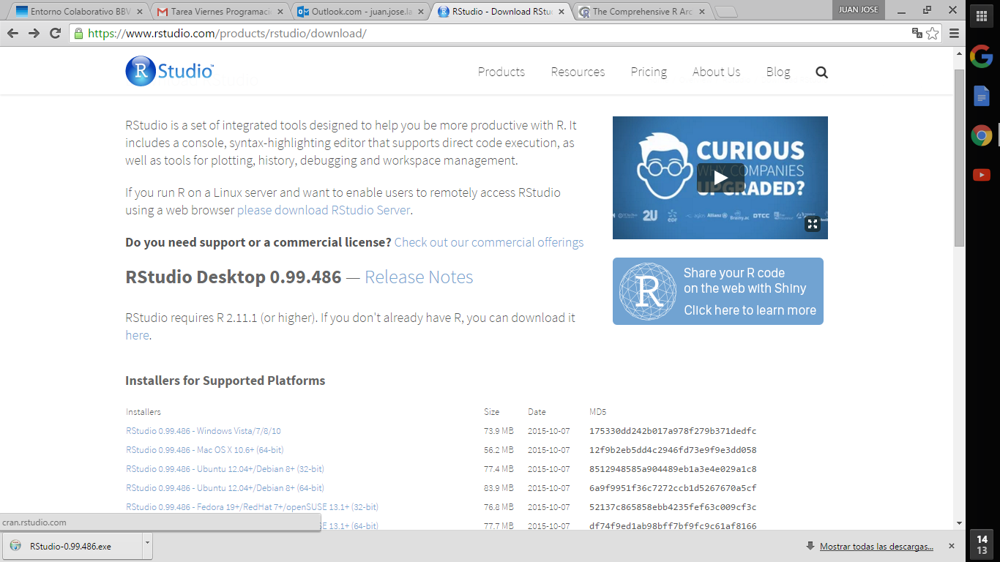 Entorno Colaborativo BBV
Tarea Viernes Programaci
Outlook.com - juan.jose.la
RStudio - Download RStu
The Comprehensive R Arc
JUAN JOSE
https://www.rstudio.com/products/rstudio/download/
R Studio™
Products Resources Pricing About Us Blog
RStudio is a set of integrated tools designed to help you be more productive with R. It
includes a console, syntax-highlighting editor that supports direct code execution, as
well as tools for plotting, history, debugging and workspace management.
If you run R on a Linux server and want to enable users to remotely access RStudio
using a web browser please download RStudio Server.
Do you need support or a commercial license? Check out our commercial offerings
RStudio Desktop 0.99.486 — Release Notes
RStudio requires R 2.11.1 (or higher). If you don't already have R, you can download it
here.
CURIOUS
WHY COMPANIES
UPGRADED?
2U edf Allianz Brainy.ac DTCC
R
Share your R code
on the web with Shiny
Click here to learn more
Installers for Supported Platforms
Installers Size Date MD5
RStudio 0.99.486 - Windows Vista/7/8/10 73.9 MB 2015-10-07 175330dd242b017a978f279b371dedfc
RStudio 0.99.486 - Mac OS X 10.6+ (64-bit) 56.2 MB 2015-10-07 12f9b2eb5dd4c2946fd73e9f9e3dd058
RStudio 0.99.486 - Ubuntu 12.04+/Debian 8+ (32-bit) 77.4 MB 2015-10-07 8512948585a904489eb1a3e4e029a1c8
RStudio 0.99.486 - Ubuntu 12.04+/Debian 8+ (64-bit) 83.9 MB 2015-10-07 6a9f9951f36c7272ccb1d5267670a5cf
RStudio 0.99.486 - Fedora 19+/RedHat 7+/openSUSE 13.1+ (32-bit) 76.8 MB 2015-10-07 52137c865858ebb4235fef63c009cf3c
SE 13.1+ (64-bit) 77.7 MB 2015-10-07 df74f9ed1ab98bff7bf9fc9c61af8166
cran.rstudio.com
RStudio-0.99.486.exe
Mostrar todas las descargas...
14
13